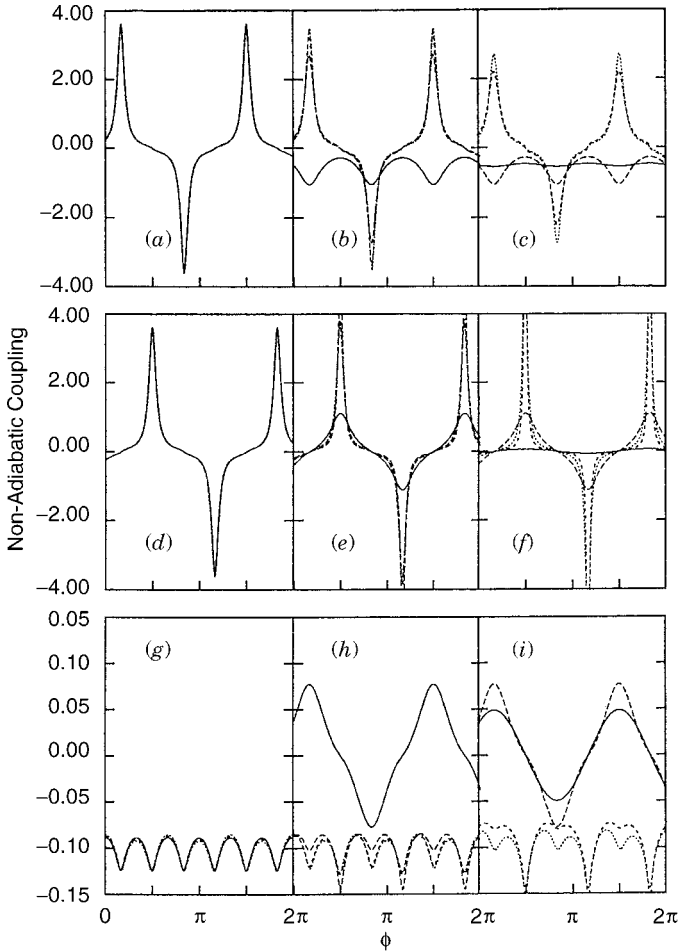 4.00
2.00
0.00
−2.00
−4.00
(a)
(b)
(c)
4.00
2.00
0.00
−2.00
−4.00
(d)
(e)
(f)
0.05
0.10
0.05
0.00
−0.05
−0.10
−0.15
(g)
(h)
(i)
Non-Adiabatic Coupling
0 π 2π π 2π π 2π
ϕ